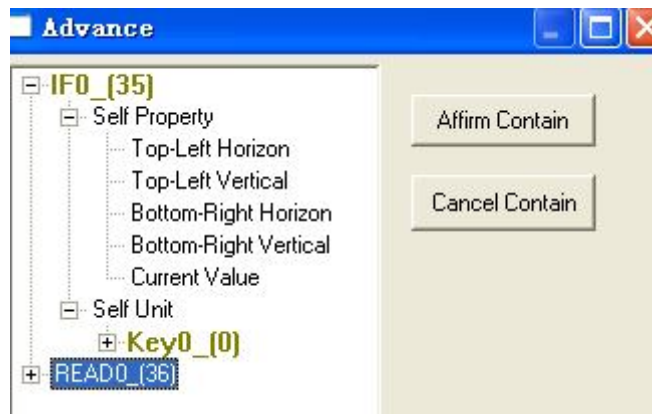 Advance
IF0_(35)
Self Property
Top-Left Horizon
Top-Left Vertical
Bottom-Right Horizon
Bottom-Right Vertical
Current Value
Self Unit
Key0_(0)
READ0_(36)
Affirm Contain
Cancel Contain